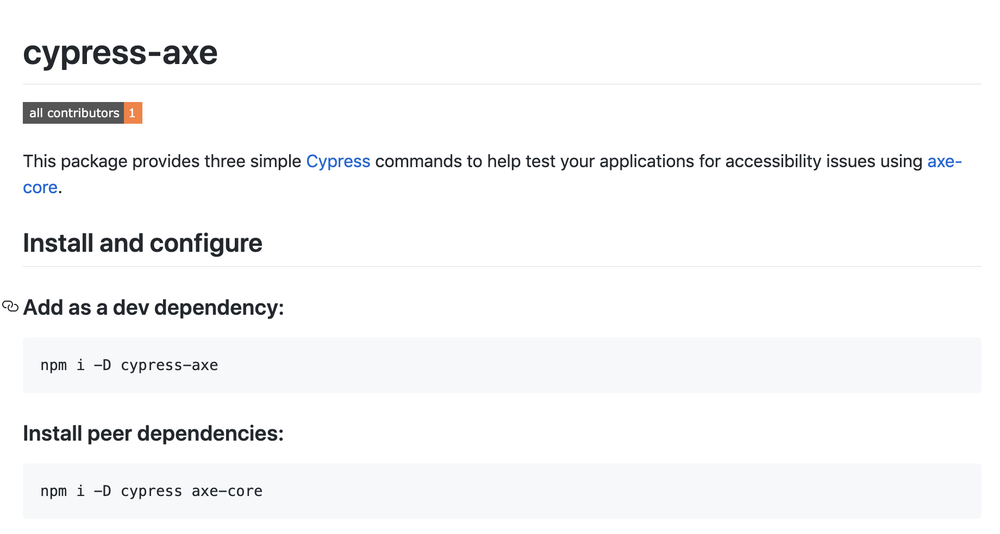 cypress-axe
all contributors 1
This package provides three simple Cypress commands to help test your applications for accessibility issues using axe-
core.
Install and configure
Add as a dev dependency:
npm i -D cypress-axe
Install peer dependencies:
npm i -D cypress axe-core